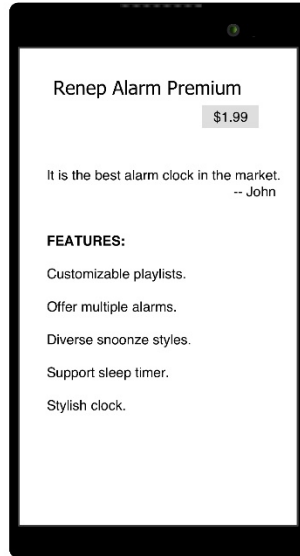 Renep Alarm Premium
$1.99
It is the best alarm clock in the market.
-- John
FEATURES:
Customizable playlists.
Offer multiple alarms.
Diverse snoonze styles.
Support sleep timer.
Stylish clock.